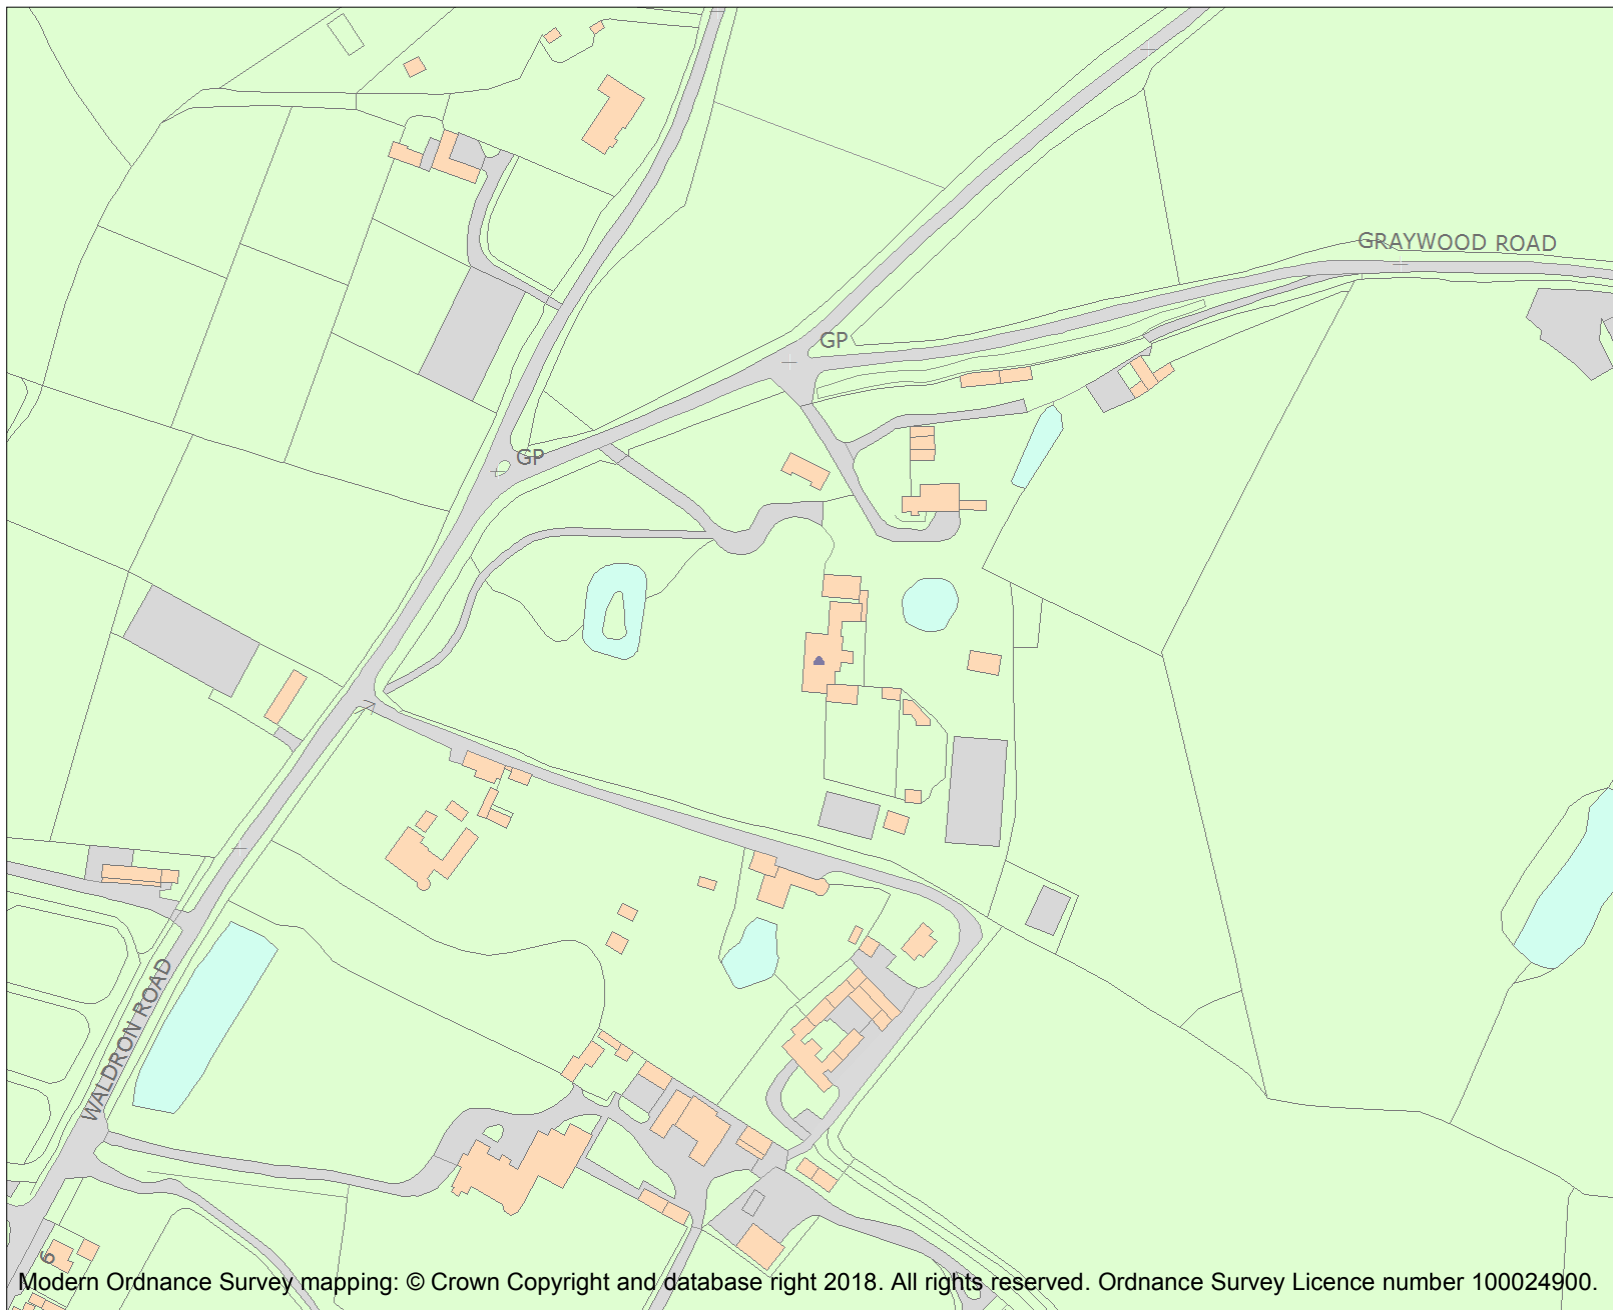 GRAYWOOD ROAD
GP
GP
WALDRON ROAD
6
Modern Ordnance Survey mapping: © Crown Copyright and database right 2018. All rights reserved. Ordnance Survey Licence number 100024900.